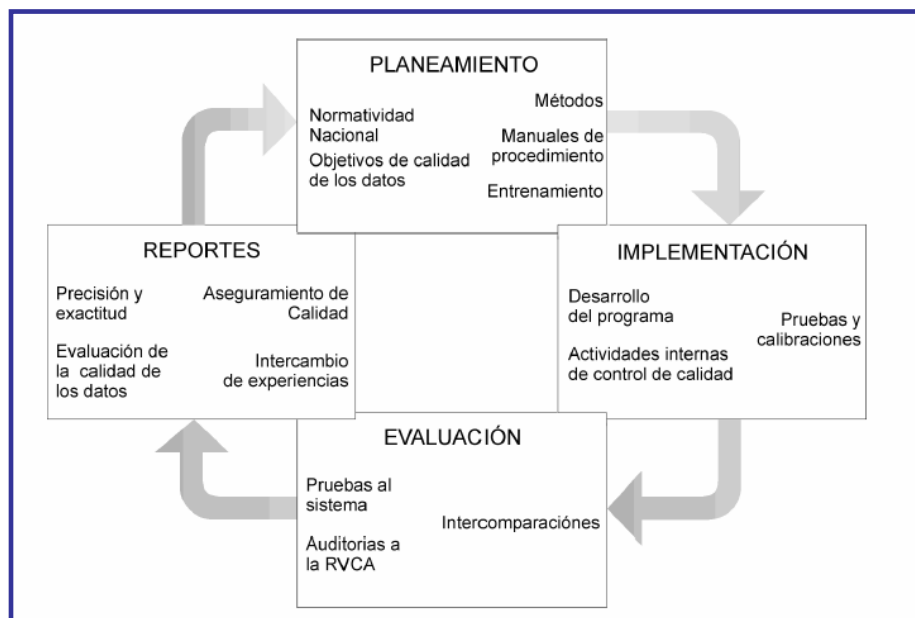 PLANEAMIENTO
Normatividad
Nacional
Objetivos de calidad
de los datos
Métodos
Manuales de
procedimiento
Entrenamiento
REPORTES
Precisión y
exactitud
Evaluación de
la calidad de
los datos
Aseguramiento de
Calidad
Intercambio
de experiencias
IMPLEMENTACIÓN
Desarrollo
del programa
Actividades internas
de control de calidad
Pruebas y
calibraciones
EVALUACIÓN
Pruebas al
sistema
Auditorias a
la RVCA
Intercomparaciónes